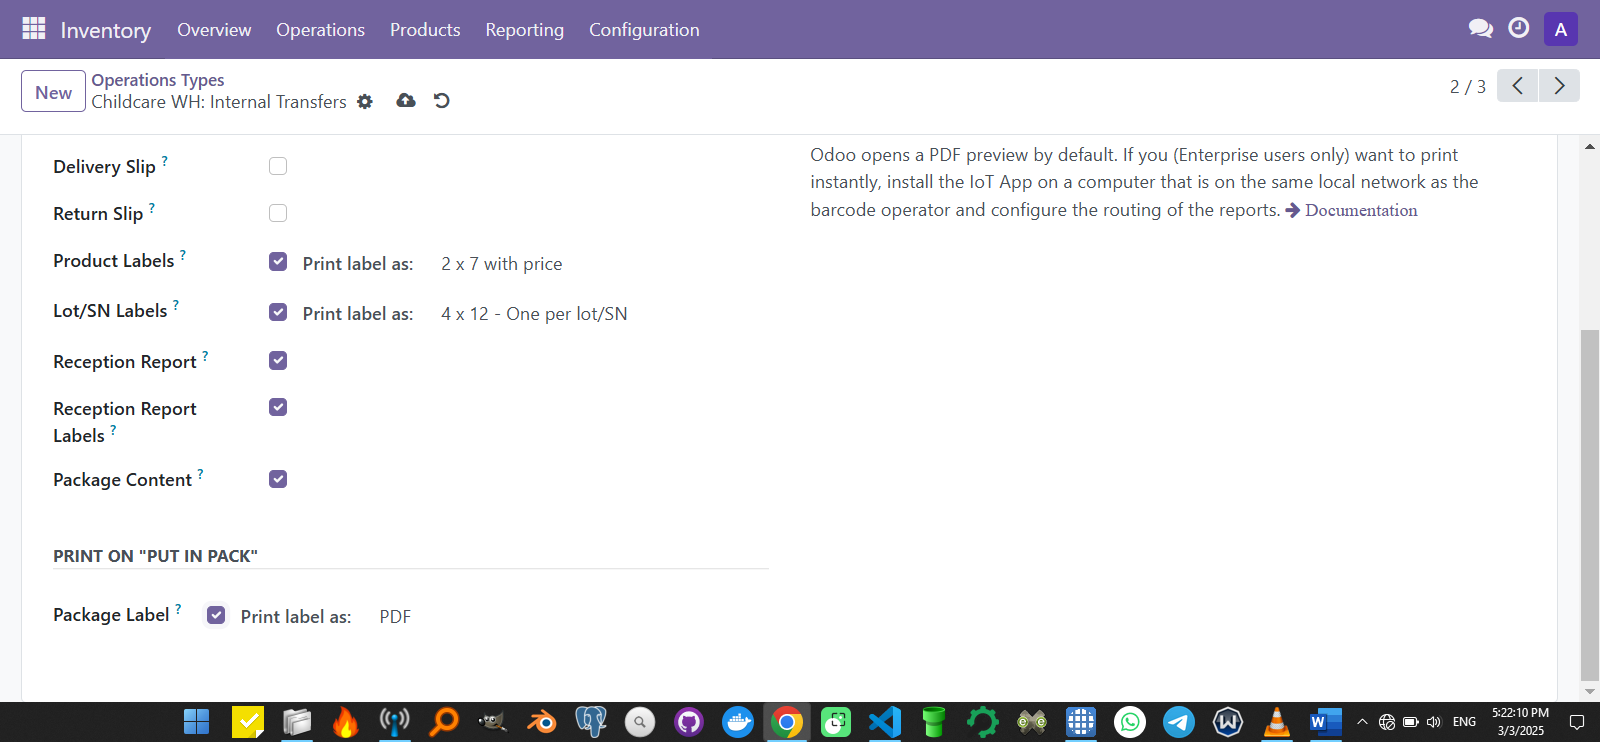 Inventory Overview Operations Products Reporting Configuration A
New Operations Types
Childcare WH: Internal Transfers
2 / 3
Delivery Slip ?
Return Slip ?
Product Labels ? Print label as: 2 x 7 with price
Lot/SN Labels ? Print label as: 4 x 12 - One per lot/SN
Reception Report ?
Reception Report
Labels ?
Package Content ?
Odoo opens a PDF preview by default. If you (Enterprise users only) want to print
instantly, install the IoT App on a computer that is on the same local network as the
barcode operator and configure the routing of the reports. Documentation
PRINT ON "PUT IN PACK"
Package Label ? Print label as: PDF
ENG
5:22:10 PM
3/3/2025